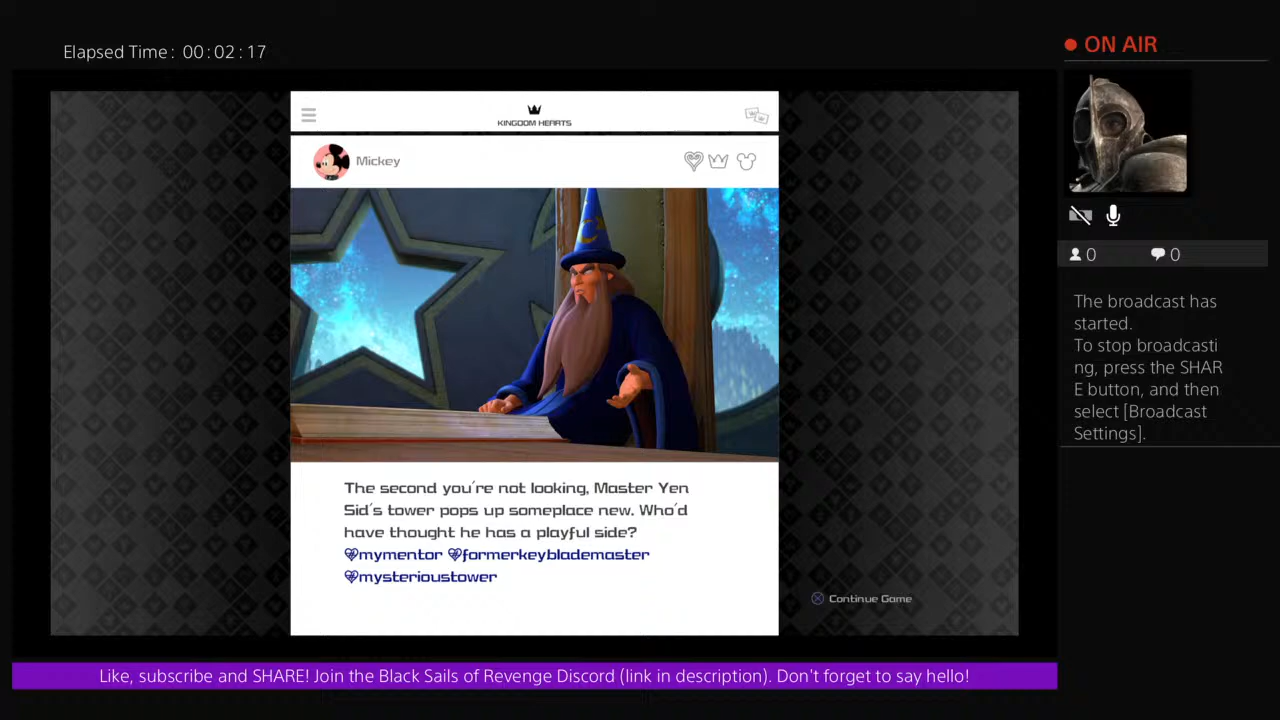 Elapsed Time: 00:02:17
ON AIR
KINGDOM HEARTS
Mickey
0
0
The broadcast has
started.
To stop broadcasti
ng, press the SHAR
E button, and then
select [Broadcast
Settings].
The second you're not looking, Master Yen
Sid's tower pops up someplace new. Who'd
have thought he has a playful side?
mymentor formerkeyblademaster
mysterioustower
Continue Game
Like, subscribe and SHARE! Join the Black Sails of Revenge Discord (link in description). Don't forget to say hello!